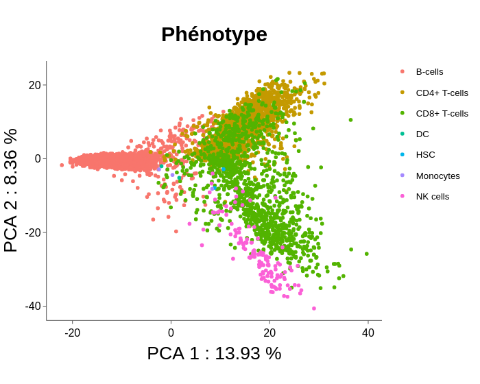 Phénotype
PCA 2 : 8.36 %
20
0
-20
-40
-20
0
20
40
PCA 1 : 13.93 %
B-cells
CD4+ T-cells
CD8+ T-cells
DC
HSC
Monocytes
NK cells